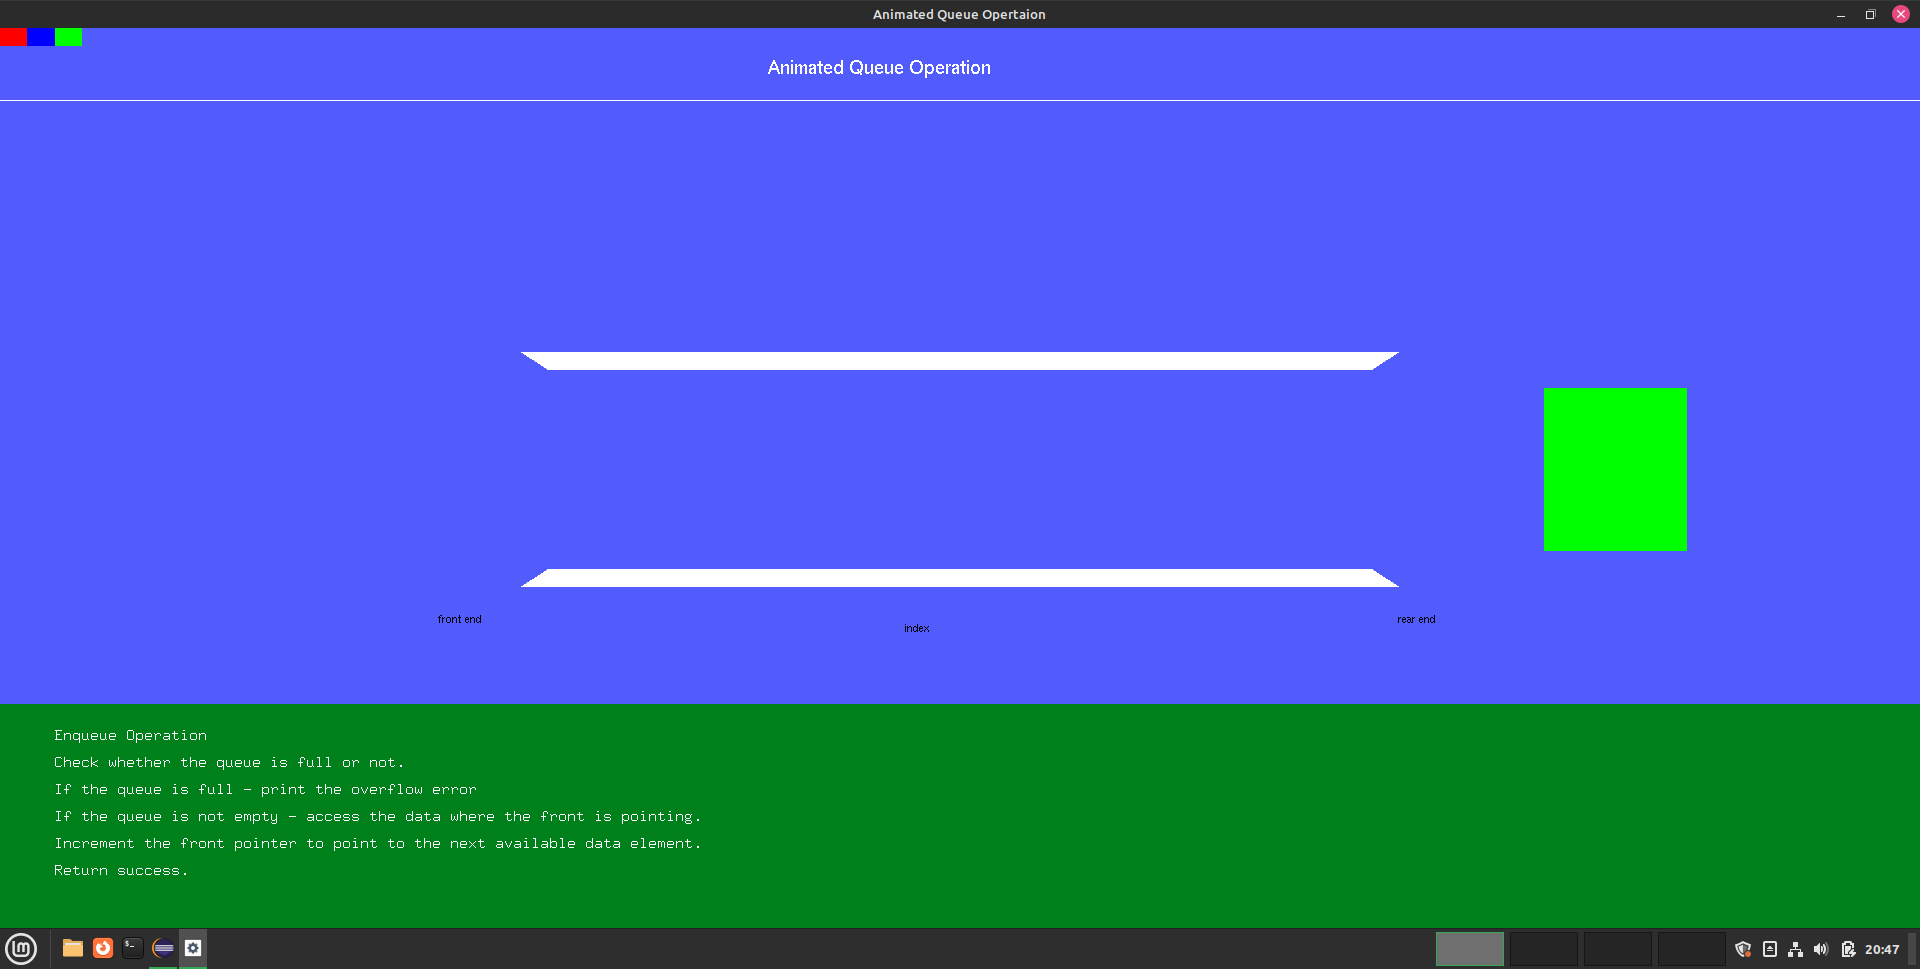 Animated Queue Opertaion
Animated Queue Operation
front end
rear end
index
Enqueue Operation
Check whether the queue is full or not.
If the queue is full - print the overflow error
If the queue is not empty - access the data where the front is pointing.
Increment the front pointer to point to the next available data element.
Return success.
20:47